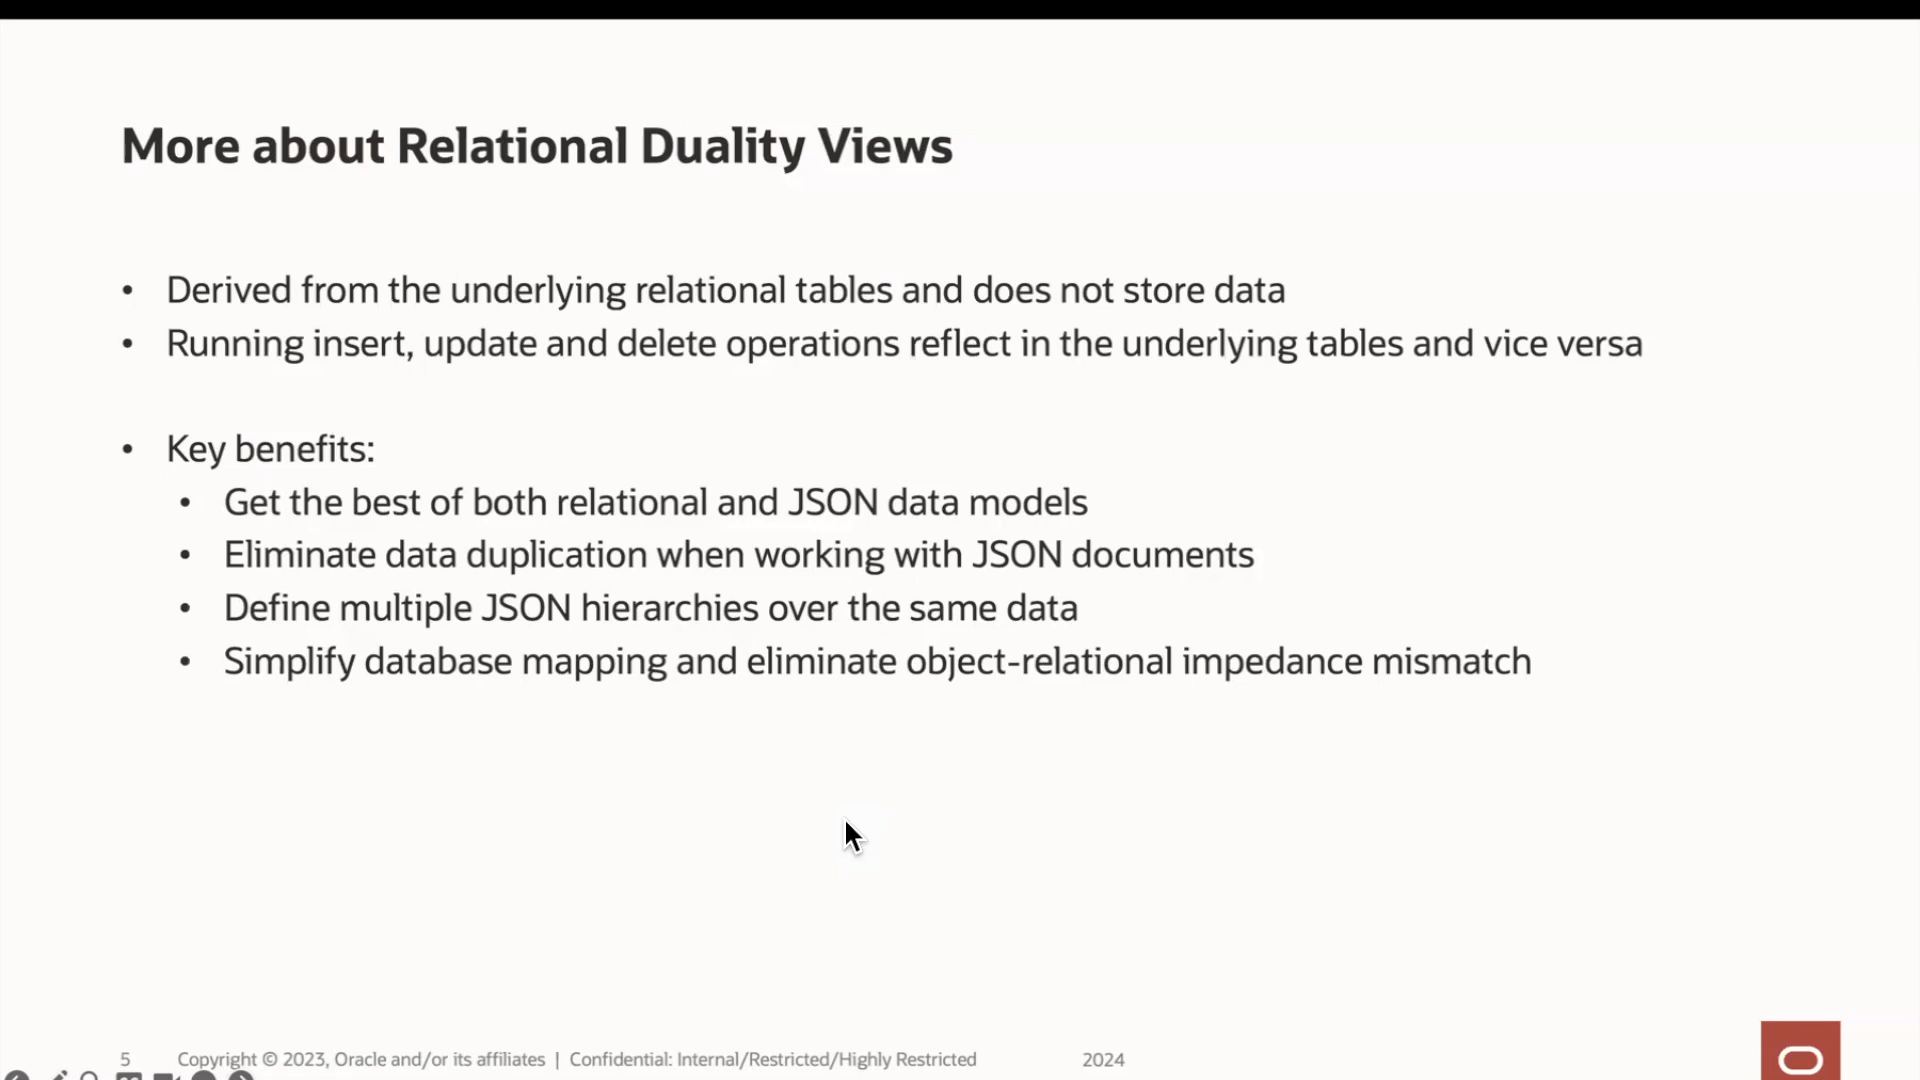 More about Relational Duality Views
• Derived from the underlying relational tables and does not store data
• Running insert, update and delete operations reflect in the underlying tables and vice versa
• Key benefits:
• Get the best of both relational and JSON data models
• Eliminate data duplication when working with JSON documents
• Define multiple JSON hierarchies over the same data
• Simplify database mapping and eliminate object-relational impedance mismatch
5 Copyright © 2023, Oracle and/or its affiliates | Confidential: Internal/Restricted/Highly Restricted 2024